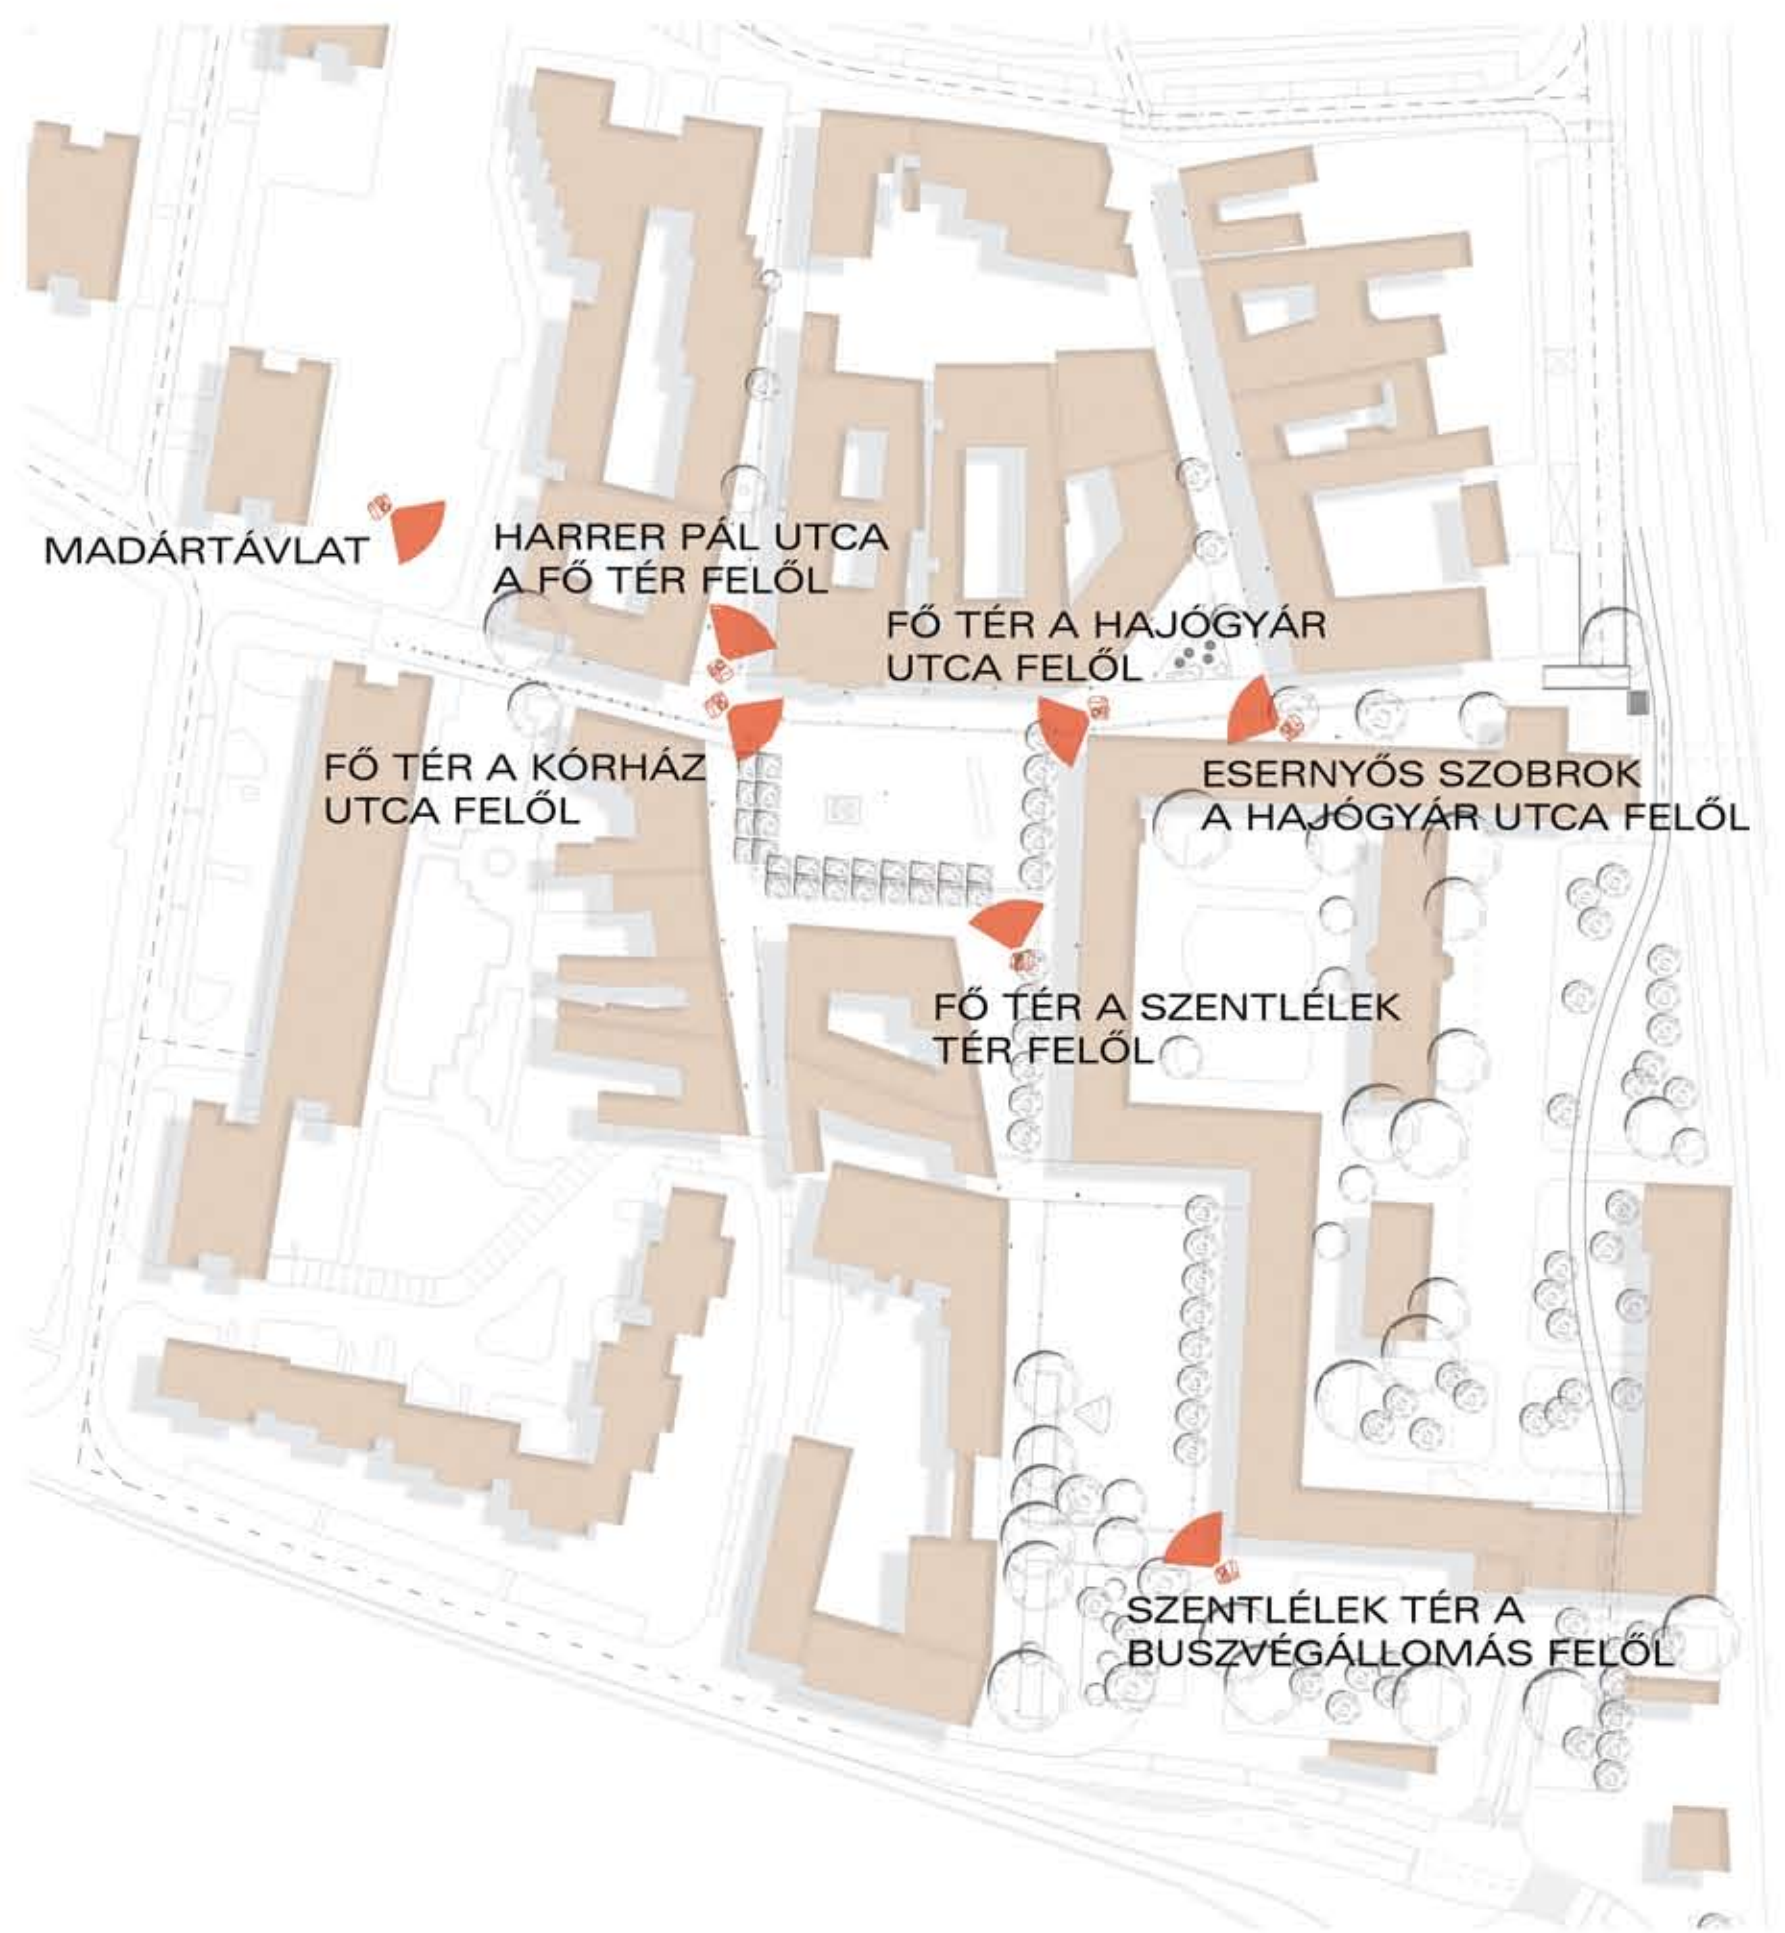 MADÁRTÁVLAT
HARRER PÁL UTCA
A FŐ TÉR FELŐL
FŐ TÉR A HAJÓGYÁR
UTCA FELŐL
FŐ TÉR A KÓRHÁZ
UTCA FELŐL
ESERNYŐS SZOBROK
A HAJÓGYÁR UTCA FELŐL
FŐ TÉR A SZENTLÉLEK
TÉR FELŐL
SZENTLÉLEK TÉR A
BUSZVÉGÁLLOMÁS FELŐL